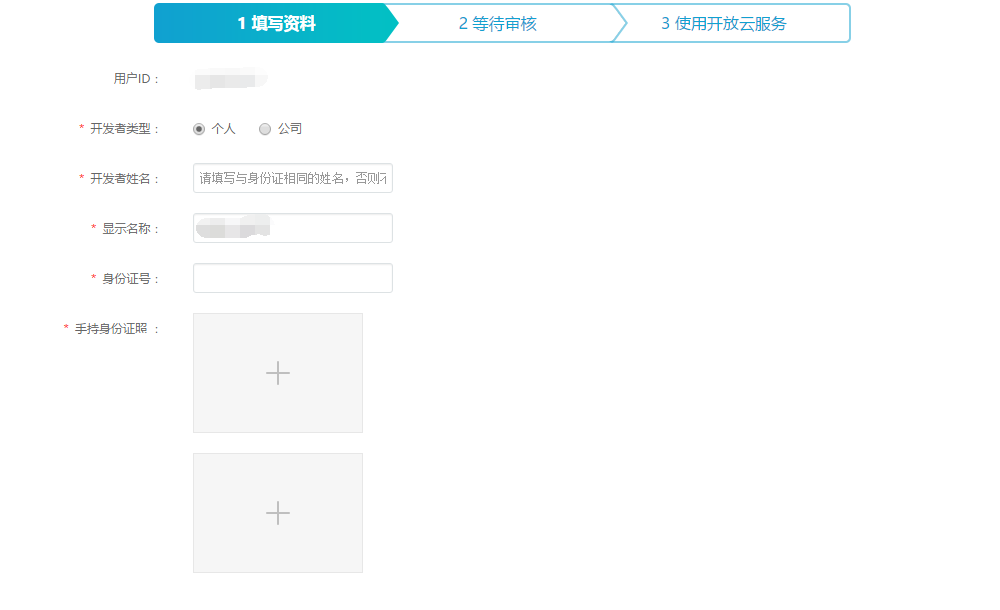 1 填写资料 2 等待审核 3 使用开放云服务
用户ID：
* 开发者类型： 个人 公司
* 开发者姓名： 请填写与身份证相同的姓名，否则
* 显示名称：
* 身份证号：
* 手持身份证照：